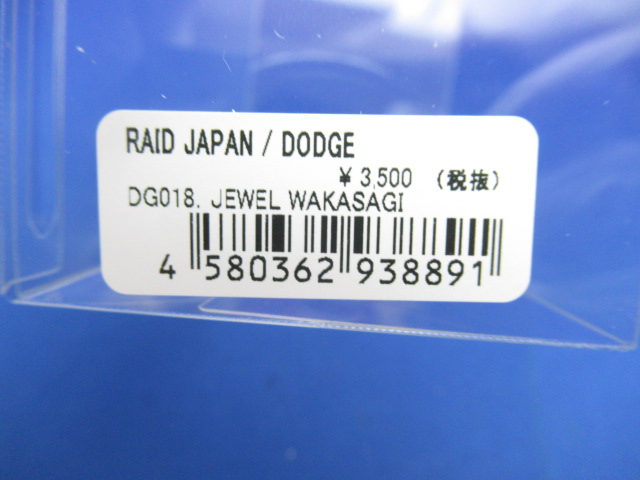 RAID JAPAN / DODGE
¥ 3,500 (税抜)
DG018. JEWEL WAKASAGI
4 580362 938891